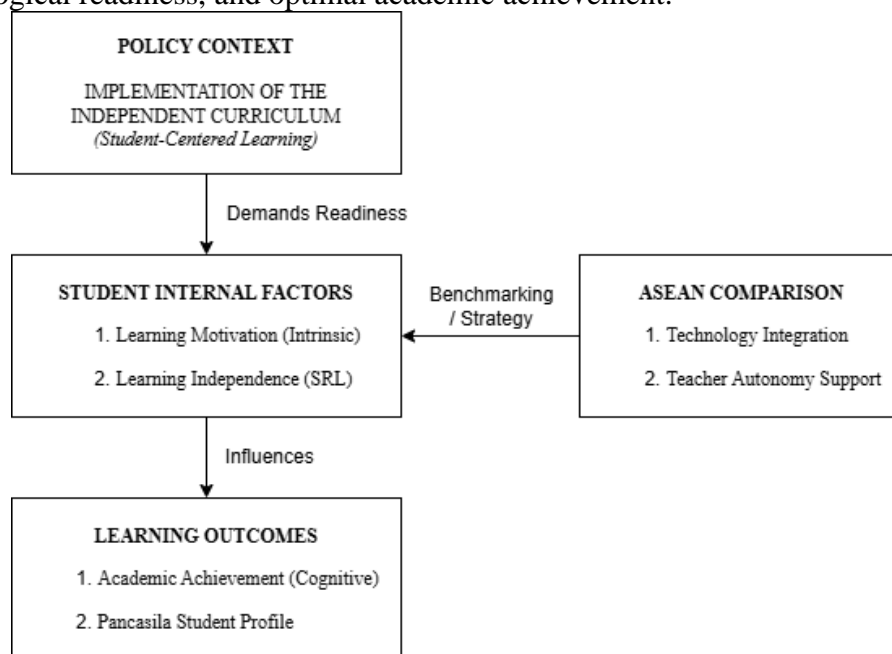 ogical readiness, and optimal academic achievement.
POLICY CONTEXT
IMPLEMENTATION OF THE
INDEPENDENT CURRICULUM
(Student-Centered Learning)
Demands Readiness
STUDENT INTERNAL FACTORS
1. Learning Motivation (Intrinsic)
2. Learning Independence (SRL)
Benchmarking
/ Strategy
ASEAN COMPARISON
1. Technology Integration
2. Teacher Autonomy Support
Influences
LEARNING OUTCOMES
1. Academic Achievement (Cognitive)
2. Pancasila Student Profile